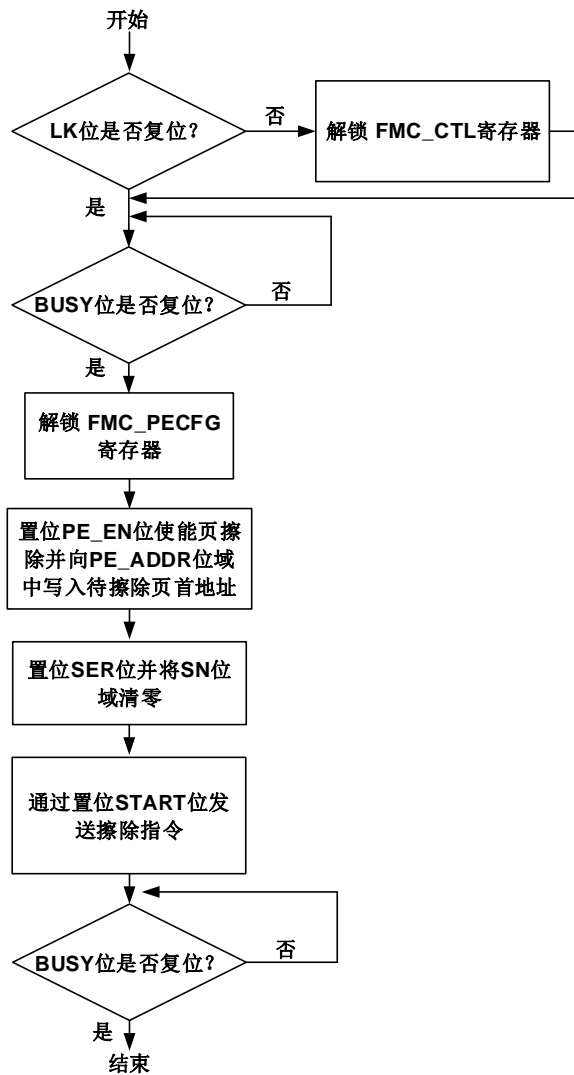 开始
LK位是否复位？
否
解锁 FMC_CTL寄存器
是
BUSY位是否复位？
否
是
解锁 FMC_PECFG
寄存器
置位PE_EN位使能页擦
除并向PE_ADDR位域
中写入待擦除页首地址
置位SER位并将SN位
域清零
通过置位START位发
送擦除指令
BUSY位是否复位？
否
是
结束